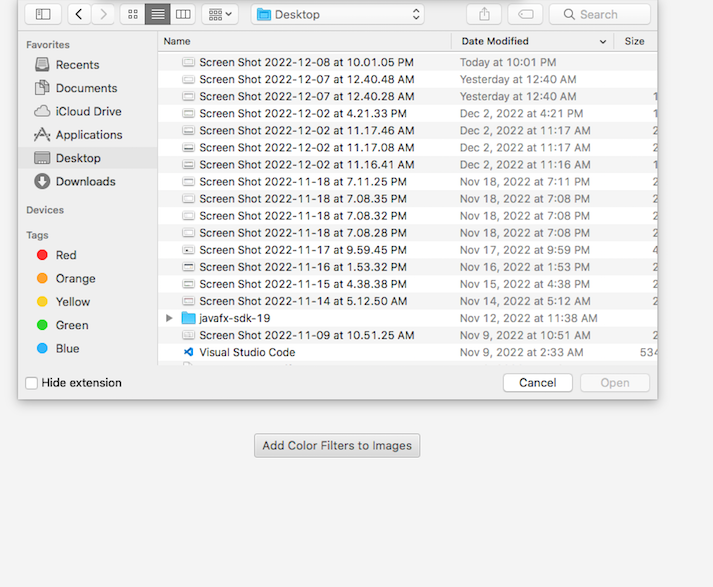 Desktop
Search
Favorites
Recents
Documents
iCloud Drive
Applications
Desktop
Downloads
Devices
Tags
Red
Orange
Yellow
Green
Blue
Name Date Modified Size
Screen Shot 2022-12-08 at 10.01.05 PM Today at 10:01 PM
Screen Shot 2022-12-07 at 12.40.48 AM Yesterday at 12:40 AM
Screen Shot 2022-12-07 at 12.40.28 AM Yesterday at 12:40 AM 1
Screen Shot 2022-12-02 at 4.21.33 PM Dec 2, 2022 at 4:21 PM 1
Screen Shot 2022-12-02 at 11.17.46 AM Dec 2, 2022 at 11:17 AM 2
Screen Shot 2022-12-02 at 11.17.08 AM Dec 2, 2022 at 11:17 AM 2
Screen Shot 2022-12-02 at 11.16.41 AM Dec 2, 2022 at 11:16 AM 1
Screen Shot 2022-11-18 at 7.11.25 PM Nov 18, 2022 at 7:11 PM 2
Screen Shot 2022-11-18 at 7.08.35 PM Nov 18, 2022 at 7:08 PM 2
Screen Shot 2022-11-18 at 7.08.32 PM Nov 18, 2022 at 7:08 PM 2
Screen Shot 2022-11-18 at 7.08.28 PM Nov 18, 2022 at 7:08 PM 2
Screen Shot 2022-11-17 at 9.59.45 PM Nov 17, 2022 at 9:59 PM 4
Screen Shot 2022-11-16 at 1.53.32 PM Nov 16, 2022 at 1:53 PM 2
Screen Shot 2022-11-15 at 4.38.38 PM Nov 15, 2022 at 4:38 PM 2
Screen Shot 2022-11-14 at 5.12.50 AM Nov 14, 2022 at 5:12 AM 2
javafx-sdk-19 Nov 12, 2022 at 11:38 AM
Screen Shot 2022-11-09 at 10.51.25 AM Nov 9, 2022 at 10:51 AM 2
Visual Studio Code Nov 9, 2022 at 2:33 AM 534
Hide extension
Cancel
Open
Add Color Filters to Images